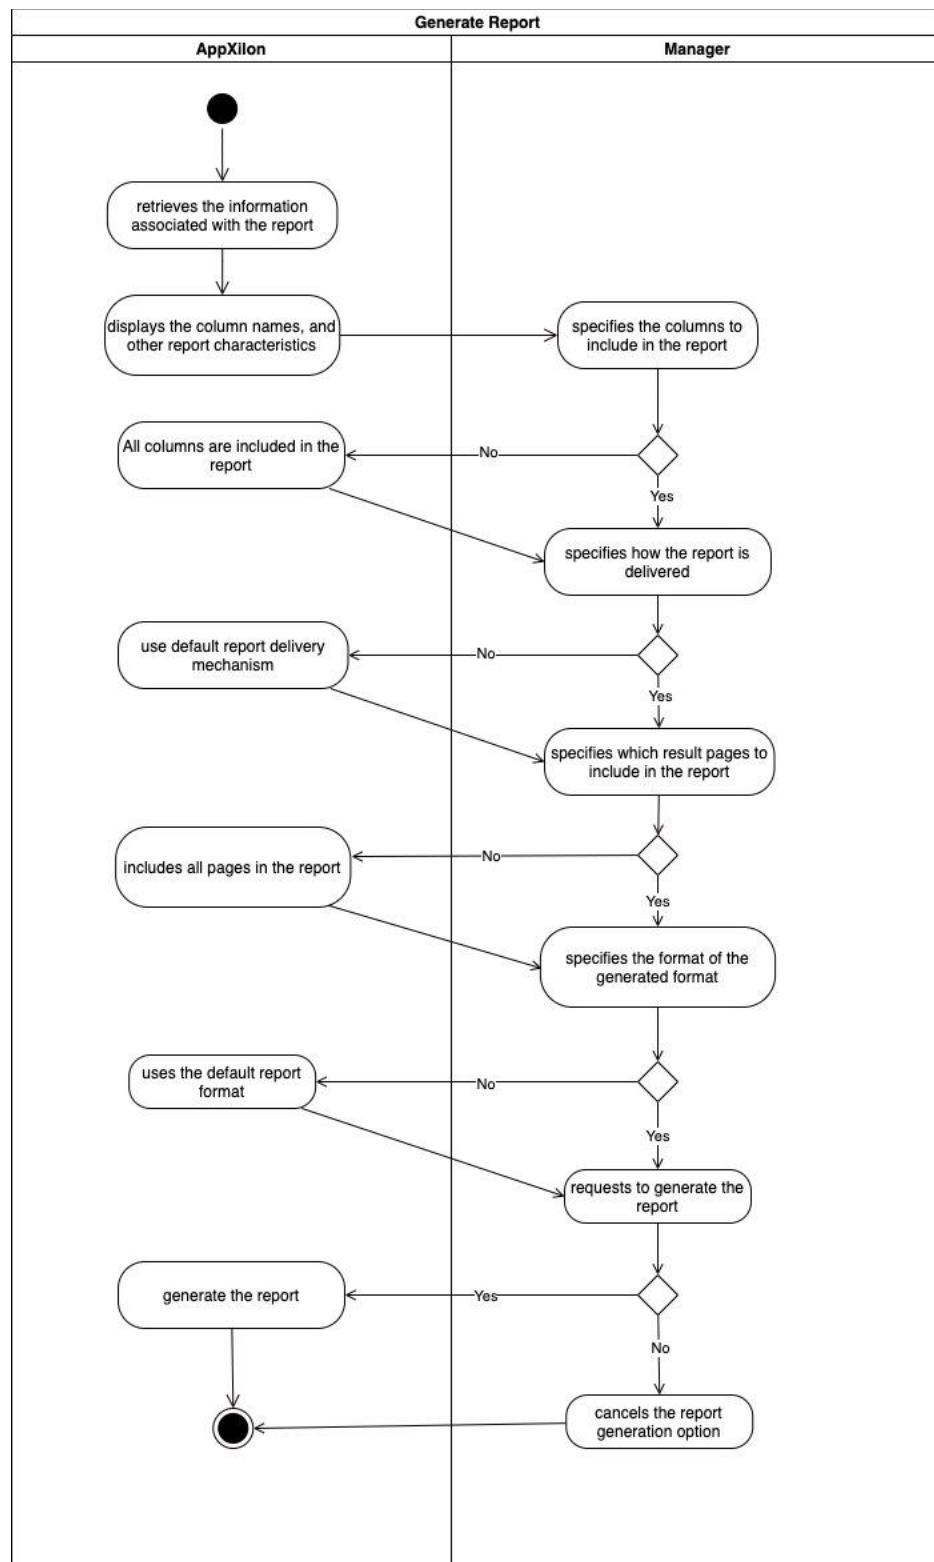 Generate Report
AppXilon
Manager
retrieves the information
associated with the report
displays the column names, and
other report characteristics
specifies the columns to
include in the report
All columns are included in the
report
No
Yes
specifies how the report is
delivered
use default report delivery
mechanism
No
Yes
specifies which result pages to
include in the report
includes all pages in the report
No
Yes
specifies the format of the
generated format
uses the default report
format
No
Yes
requests to generate the
report
generate the report
Yes
No
cancels the report
generation option